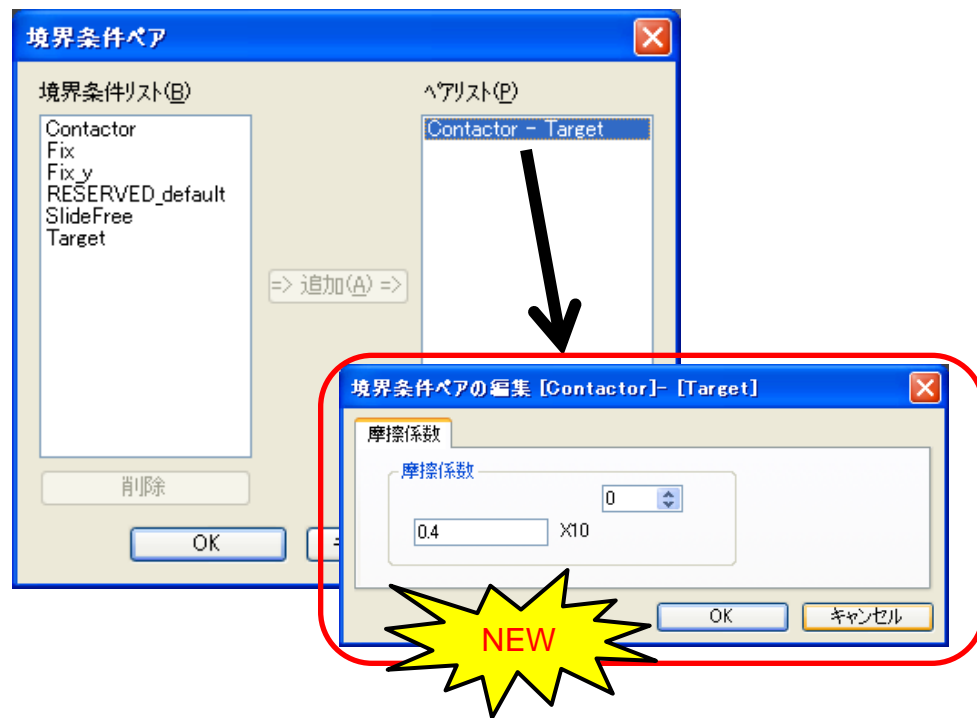 境界条件ペア
境界条件リスト(B)
ペアリスト(P)
Contactor
Fix
Fix_y
RESERVED_default
SlideFree
Target
Contactor - Target
=> 追加(A) =>
削除
OK
境界条件ペアの編集 [Contactor]- [Target]
摩擦係数
摩擦係数
0
0.4
X10
OK
キャンセル
NEW